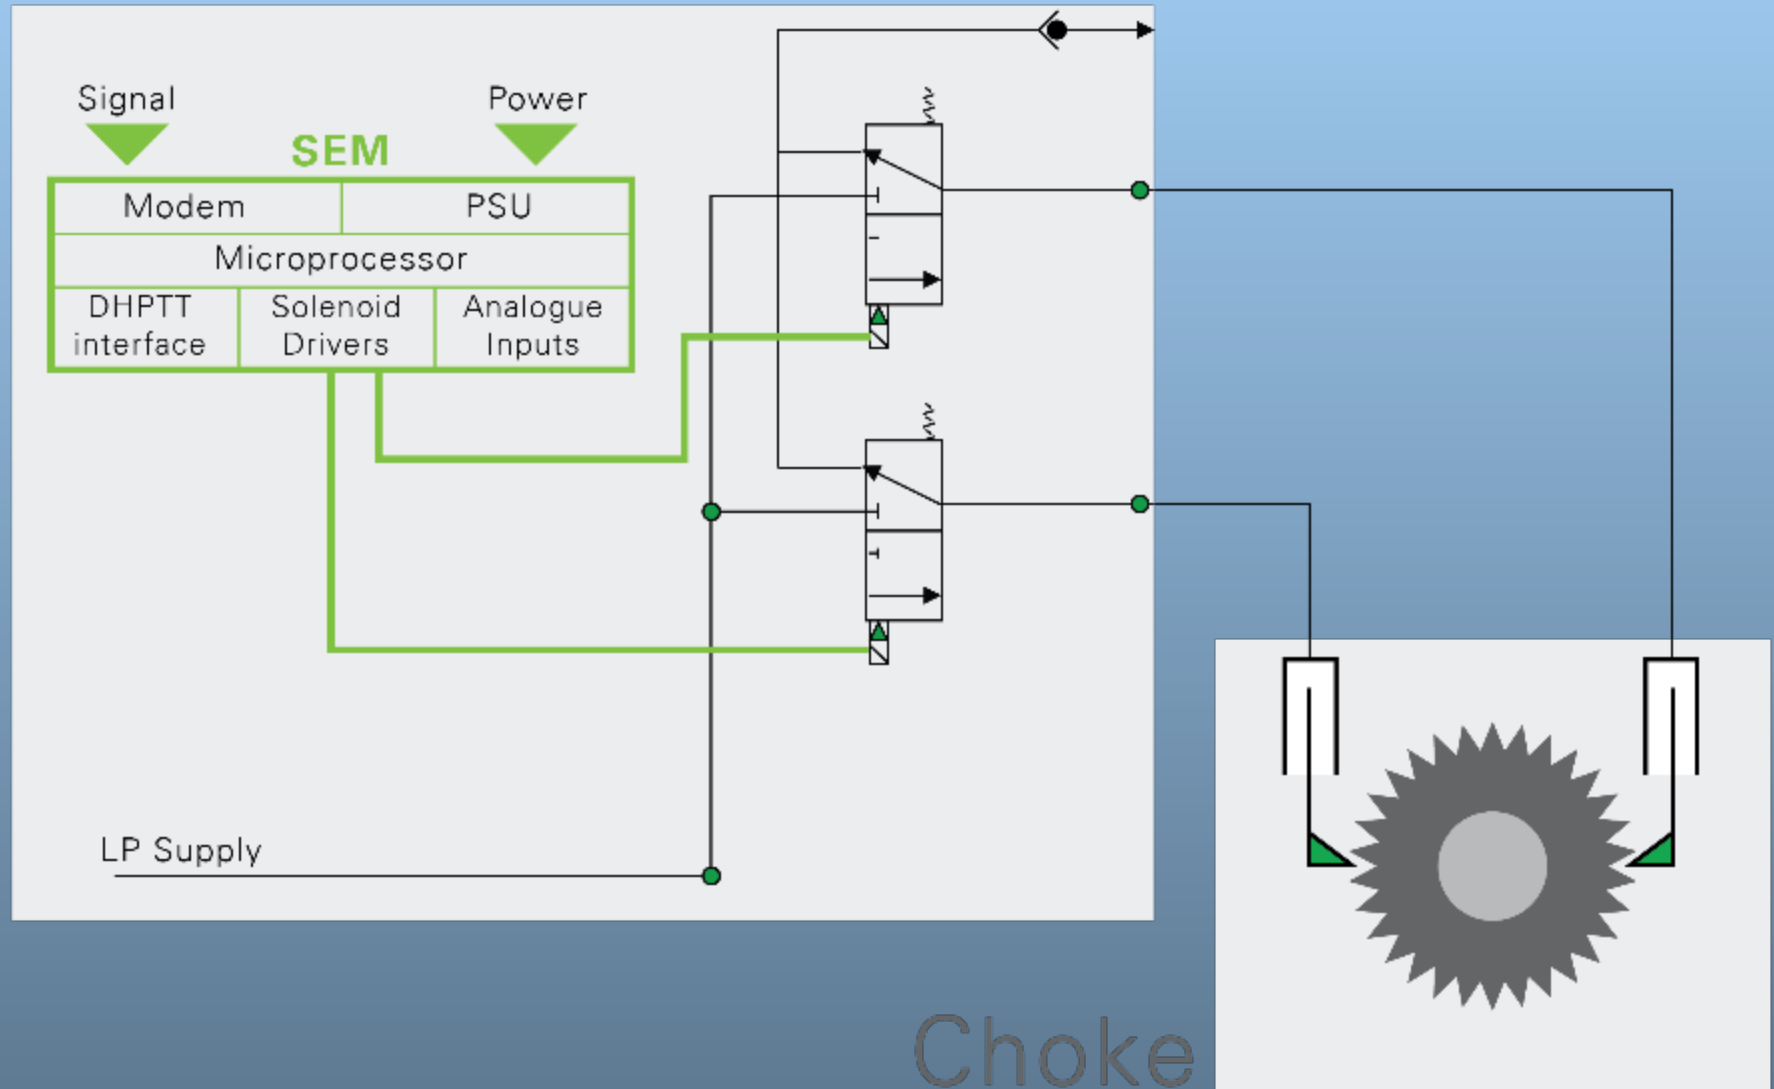 Signal
Power
SEM
Modem
PSU
Microprocessor
DHPTT
interface
Solenoid
Drivers
Analogue
Inputs
LP Supply
Choke